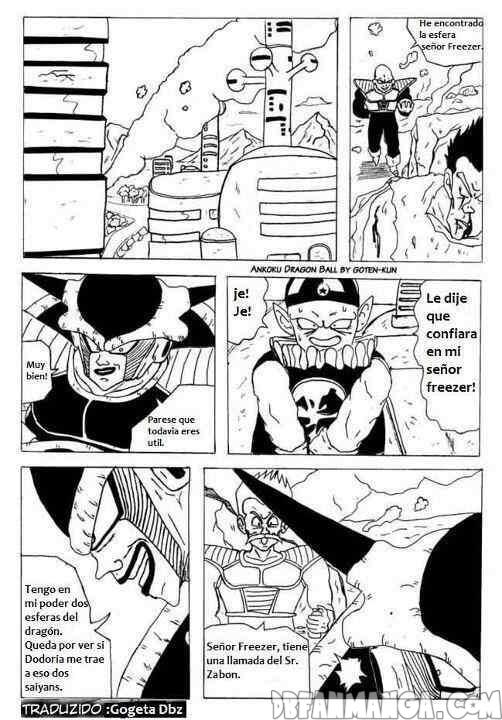 He encontrado
la esfera
señor Freezer.
ANKOKU DRAGON BALL BY GOTEN-KUN
Muy
bien!
Parese que
todavia eres
util.
je!
Je!
Le dije
que
confiara
en mí
señor
freezer!
Tengo en
mi poder dos
esferas del
dragón.
Queda por ver si
Dodoria me trae
a eso dos
saiyans.
Señor Freezer, tiene
una llamada del Sr.
Zabon.
TRADUZIDO :Gogeta Dbz
DBFANMANGA.COM